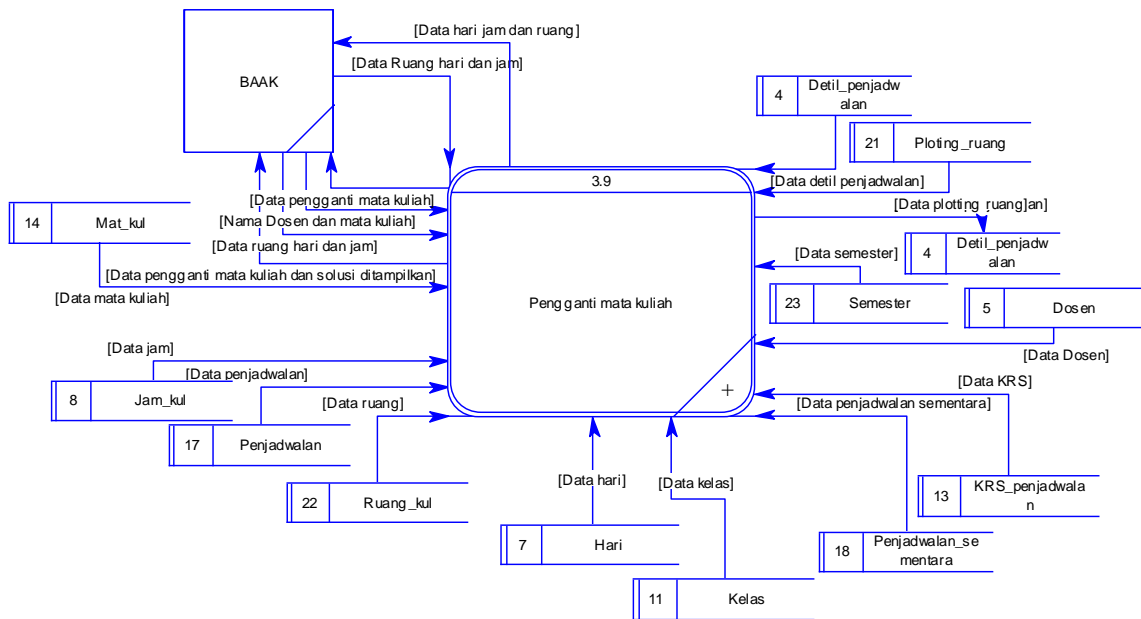 [Data hari jam dan ruang]
[Data Ruang hari dan jam]
BAAK
4
Detil_penjadw
alan
21
Ploting_ruang
3.9
[Data detil penjadwalan]
[Data pengganti mata kuliah]
[Nama Dosen dan mata kuliah]
[Data plotting ruang]an]
14
Mat_kul
[Data ruang hari dan jam]
[Data semester]
4
Detil_penjadw
alan
[Data pengganti mata kuliah dan solusi ditampilkan]
[Data mata kuliah]
Pengganti mata kuliah
23
Semester
5
Dosen
[Data jam]
[Data Dosen]
[Data penjadwalan]
[Data KRS]
8
Jam_kul
[Data ruang]
[Data penjadwalan sementara]
17
Penjadwalan
[Data hari]
[Data kelas]
22
Ruang_kul
13
KRS_penjadwala
n
7
Hari
18
Penjadwalan_se
mentara
11
Kelas